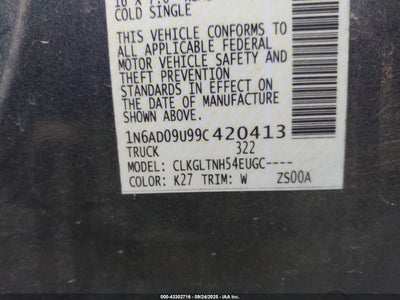 COLD SINGLE
THIS VEHICLE CONFORMS TO
ALL APPLICABLE FEDERAL
MOTOR VEHICLE SAFETY AND
THEFT PREVENTION
STANDARDS IN EFFECT ON
THE DATE OF MANUFACTURE
SHOWN ABOVE.
1N6AD09U99C420413
TRUCK 322
MODEL: CLKGLTNH54EUGC----
COLOR: K27 TRIM: W ZS00A
000-43302716 - 09/24/2025 - IAA Inc.